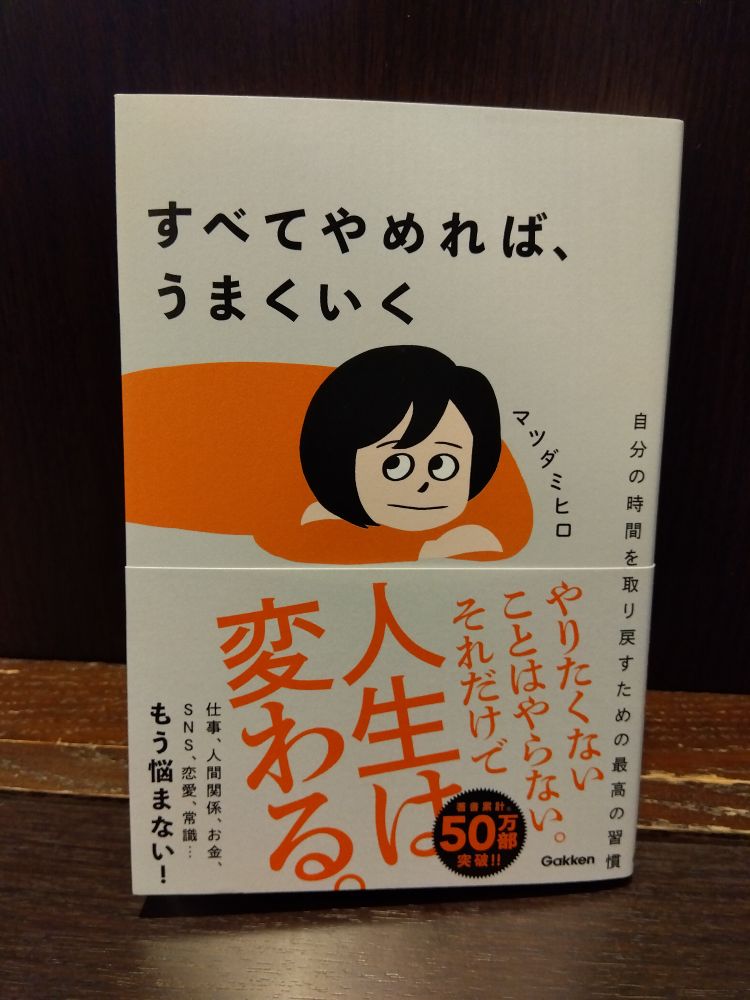 すべてやめれば、
うまくいく
マツダミヒロ
自分の時間を取り戻すための最高の習慣
やりたくない
ことはやらない。
それだけで
人生は
変わる。
仕事、人間関係、お金、
SNS、恋愛、常識…
もう悩まない!
著者累計。
50万部
突破!!
Gakken